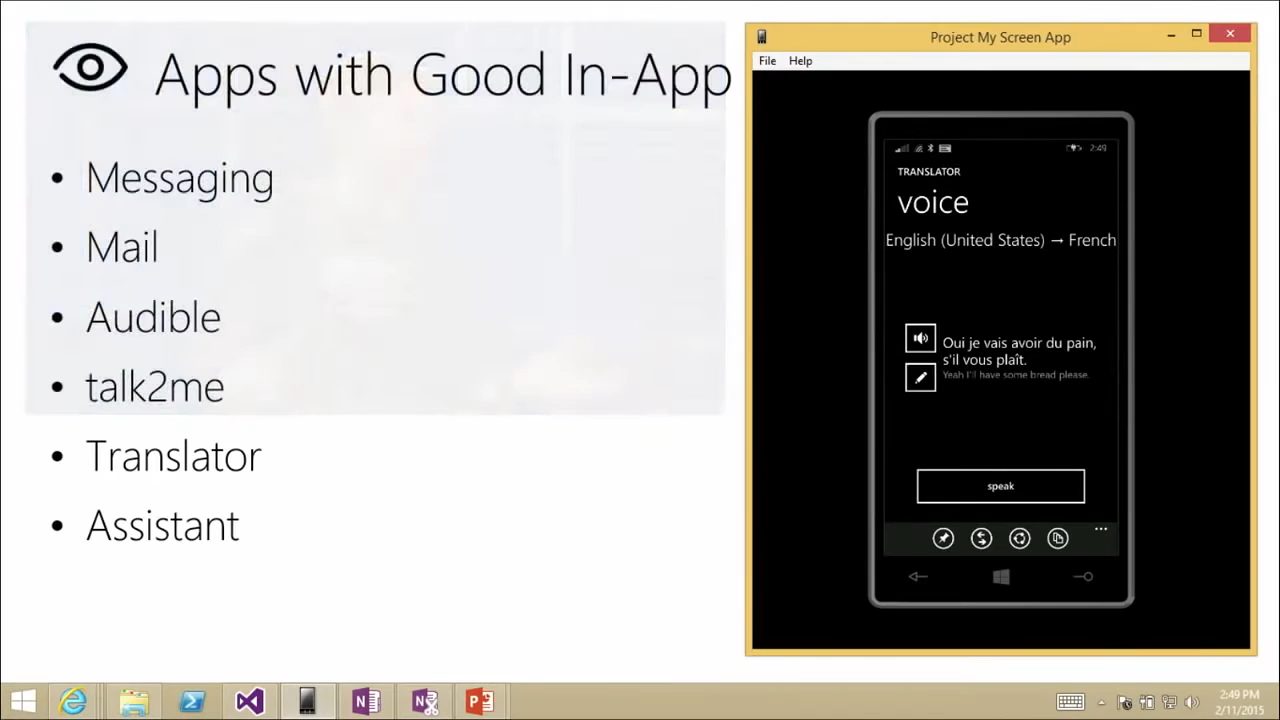 Apps with Good In-App
• Messaging
• Mail
• Audible
• talk2me
• Translator
• Assistant
Project My Screen App
File Help
2:49
TRANSLATOR
voice
English (United States) → French
Oui je vais avoir du pain,
s'il vous plaît.
Yeah I'll have some bread please.
speak
2:49 PM
2/11/2015